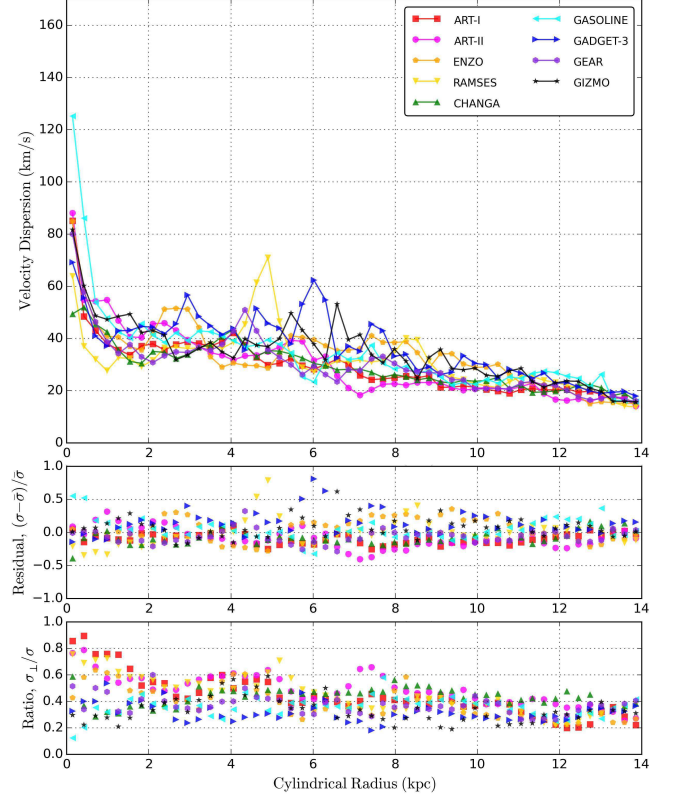 160
140
120
100
80
60
40
20
0
Velocity Dispersion (km/s)
ART-I
ART-II
ENZO
RAMSES
CHANGA
GASOLINE
GADGET-3
GEAR
GIZMO
0 2 4 6 8 10 12 14
1.0
0.5
0.0
−0.5
−1.0
Residual, (σ−σ̄)/σ̄
0 2 4 6 8 10 12 14
1.0
0.8
0.6
0.4
0.2
0.0
Ratio, σ⊥/σ
0 2 4 6 8 10 12 14
Cylindrical Radius (kpc)